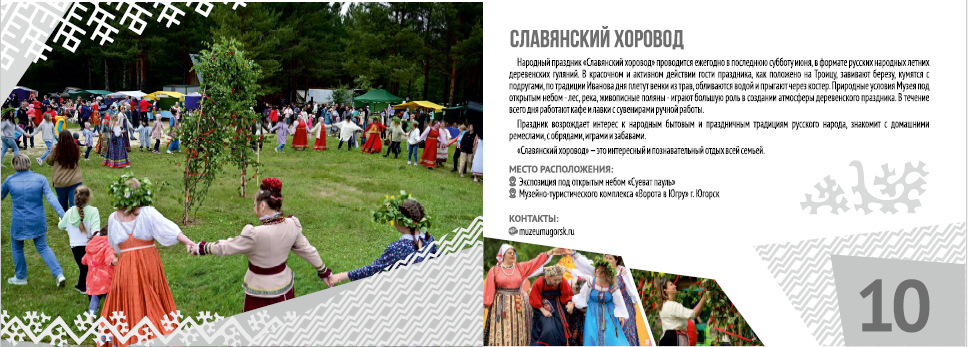 СЛАВЯНСКИЙ ХОРОВОД
Народный праздник «Славянский хоровод» проводится ежегодно в последнюю субботу июня, в формате русских народных летних
деревенских гуляний. В красочном и активном действии гости праздника, как положено на Троицу, завивают березу, кумятся с
подругами, по традиции Иванова дня плетут венки из трав, обливаются водой и прыгают через костер. Природные условия Музея под
открытым небом - лес, река, живописные поляны - играют большую роль в создании атмосферы деревенского праздника. В течение
всего дня работают кафе и лавки с сувенирами ручной работы.
Праздник возрождает интерес к народным бытовым и праздничным традициям русского народа, знакомит с домашними
ремеслами, с обрядами, играми и забавами.
«Славянский хоровод» – это интересный и познавательный отдых всей семьей.
МЕСТО РАСПОЛОЖЕНИЯ:
Экспозиция под открытым небом «Суеват пауль»
Музейно-туристического комплекса «Ворота в Югру» г. Югорск
КОНТАКТЫ:
muzeumugorsk.ru
10